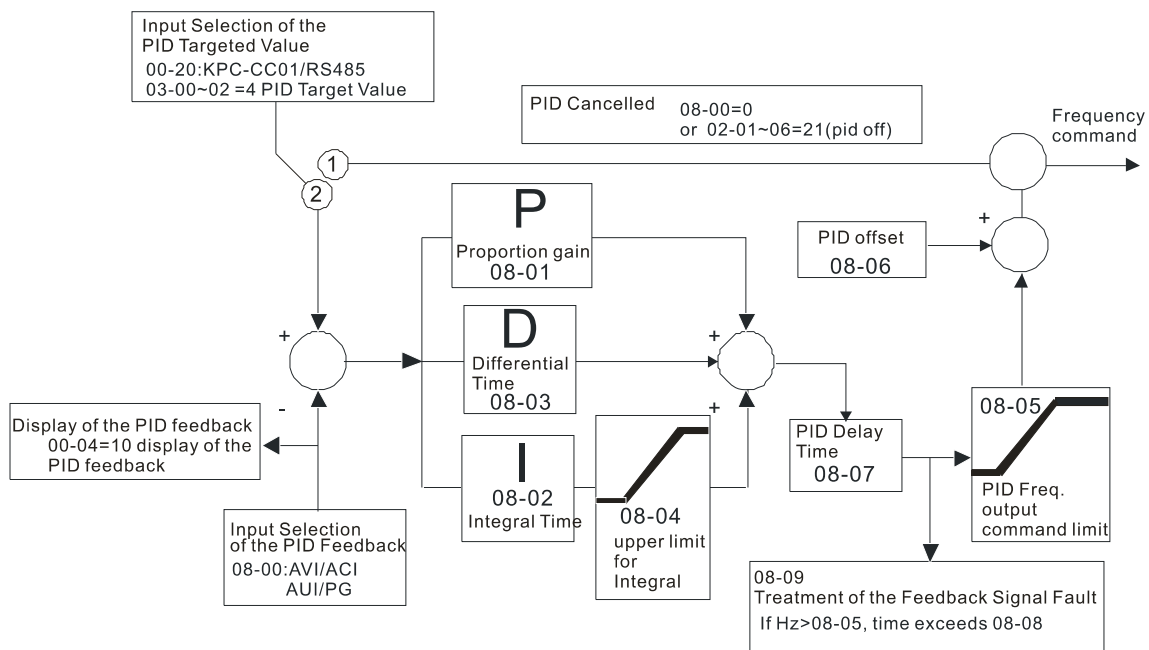 Input Selection of the
PID Targeted Value
00-20:KPC-CC01/RS485
03-00~02 =4 PID Target Value
PID Cancelled 08-00=0
or 02-01~06=21(pid off)
Frequency
command
1
2
P
Proportion gain
08-01
+
PID offset
08-06
+
D
Differential
Time
08-03
+
-
+
Display of the PID feedback
00-04=10 display of the
PID feedback
I
08-02
Integral Time
08-04
upper limit
for
Integral
PID Delay
Time
08-07
08-05
PID Freq.
output
command limit
Input Selection
of the PID Feedback
08-00:AVI/ACI
AUI/PG
08-09
Treatment of the Feedback Signal Fault
If Hz>08-05, time exceeds 08-08